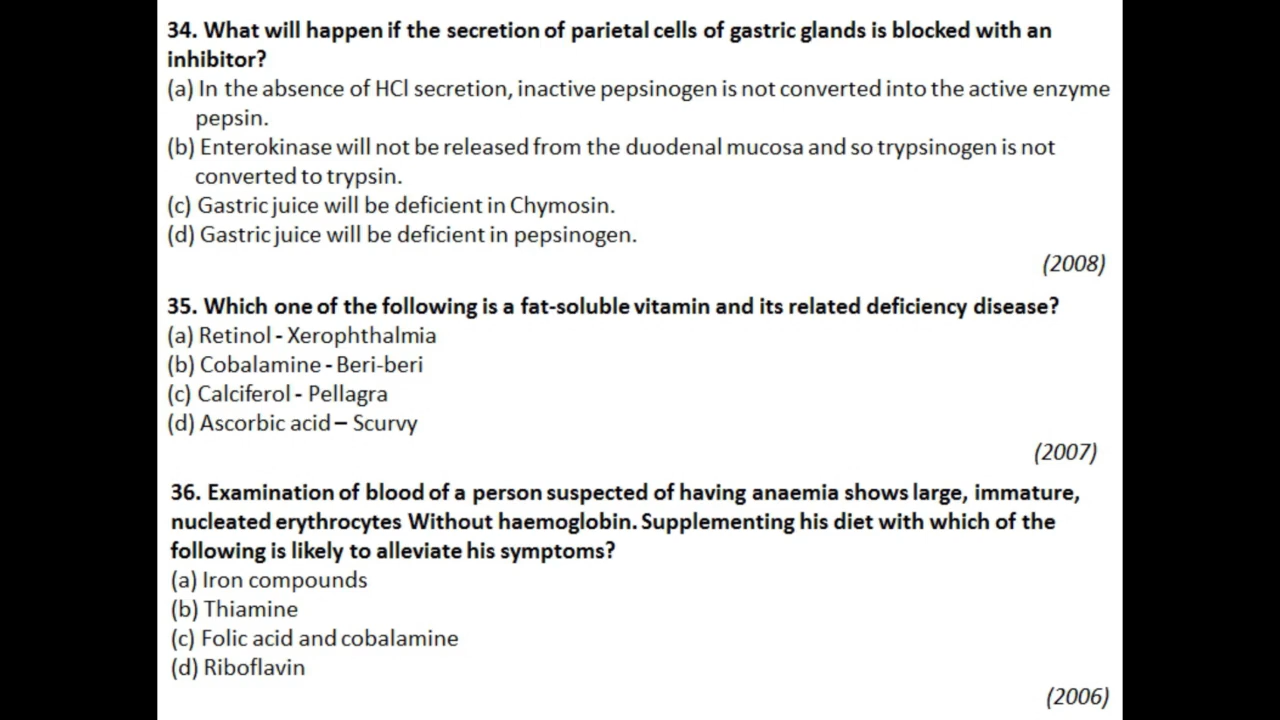 34. What will happen if the secretion of parietal cells of gastric glands is blocked with an
inhibitor?
(a) In the absence of HCl secretion, inactive pepsinogen is not converted into the active enzyme
pepsin.
(b) Enterokinase will not be released from the duodenal mucosa and so trypsinogen is not
converted to trypsin.
(c) Gastric juice will be deficient in Chymosin.
(d) Gastric juice will be deficient in pepsinogen.
(2008)
35. Which one of the following is a fat-soluble vitamin and its related deficiency disease?
(a) Retinol - Xerophthalmia
(b) Cobalamine - Beri-beri
(c) Calciferol - Pellagra
(d) Ascorbic acid – Scurvy
(2007)
36. Examination of blood of a person suspected of having anaemia shows large, immature,
nucleated erythrocytes Without haemoglobin. Supplementing his diet with which of the
following is likely to alleviate his symptoms?
(a) Iron compounds
(b) Thiamine
(c) Folic acid and cobalamine
(d) Riboflavin
(2006)